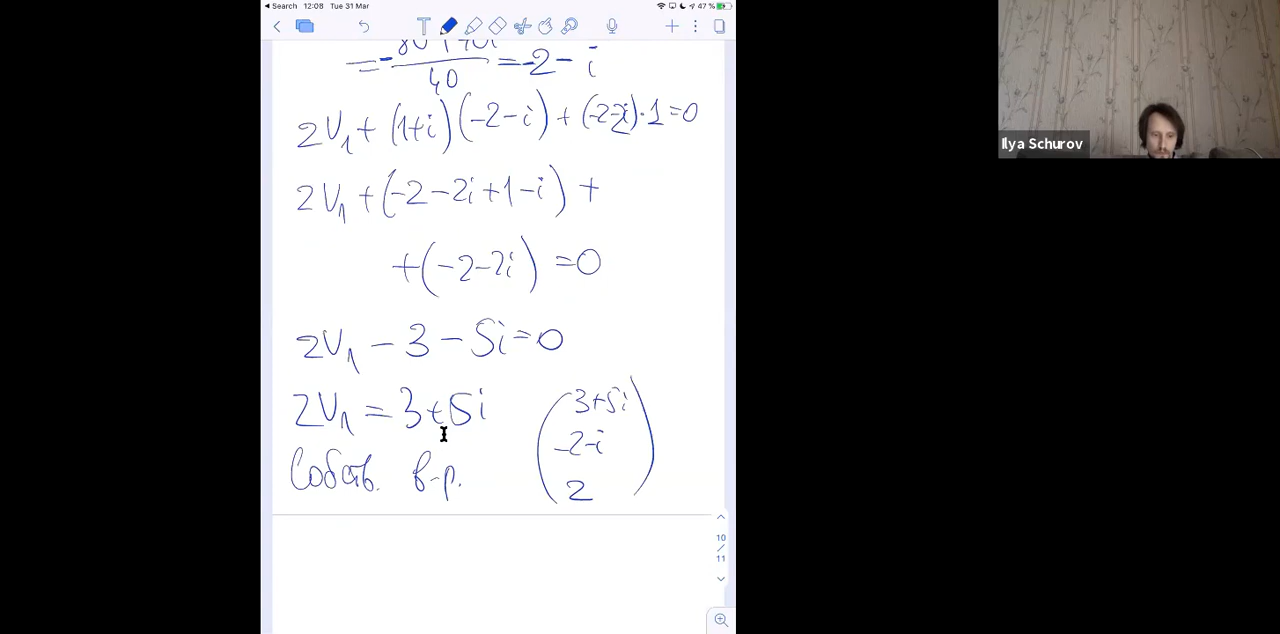 Search 12:08 Tue 31 Mar 47 %
T
= - 80 + 40i / 40 = -2 - i
2V₁ + (1+i)(-2-i) + (-2-2i)·1=0
2V₁ + (-2-2i+1-i) +
+(-2-2i) =0
2V₁ - 3 - 5i=0
2V₁ = 3+5i
Собств. в-р.
3+5i
-2-i
2
10
/
11
Ilya Schurov